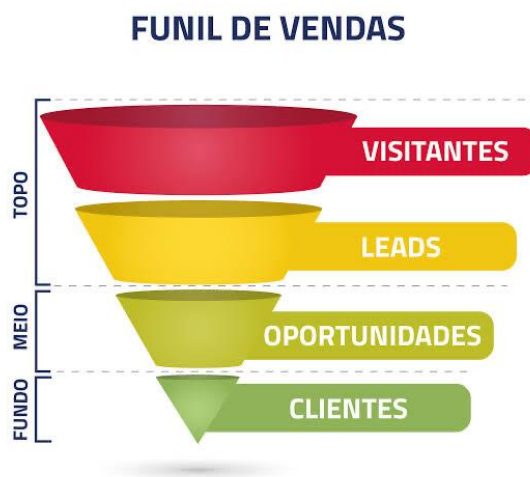 FUNIL DE VENDAS
TOPO
VISITANTES
LEADS
MEIO
OPORTUNIDADES
FUNDO
CLIENTES